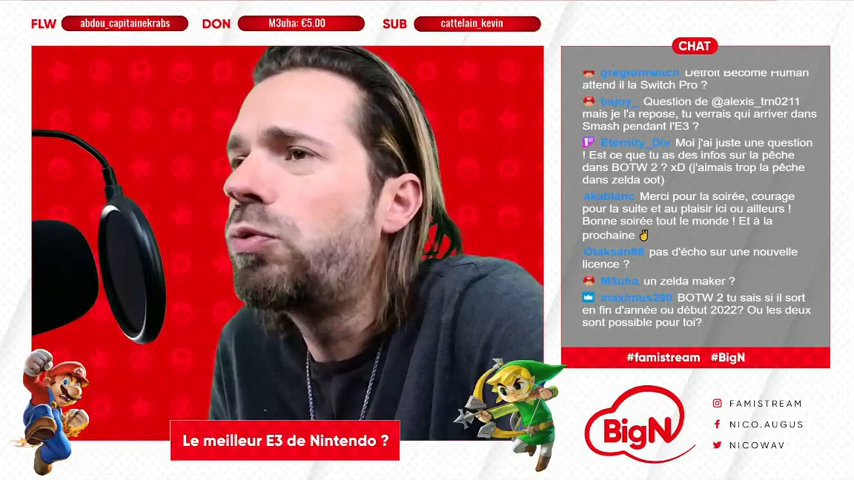 FLW abdou_capitainekrabs DON M3uha: €5.00 SUB cattelain_kevin
CHAT
Detroit Become Human
attend il la Switch Pro ?
bajoy_ Question de @alexis_trn0211
mais je l'a repose, tu verrais qui arriver dans
Smash pendant l'E3 ?
Eternity_Div Moi j'ai juste une question
! Est ce que tu as des infos sur la pêche
dans BOTW 2 ? xD (j'aimais trop la pêche
dans zelda oot)
akablanc Merci pour la soirée, courage
pour la suite et au plaisir ici ou ailleurs !
Bonne soirée tout le monde ! Et à la
prochaine ✌
Otaksan66 pas d'écho sur une nouvelle
licence ?
M3uha un zelda maker ?
maximus299 BOTW 2 tu sais si il sort
en fin d'année ou début 2022? Ou les deux
sont possible pour toi?
#famistream #BigN
Le meilleur E3 de Nintendo ?
BigN
FAMISTREAM
NICO.AUGUS
NICOWAV